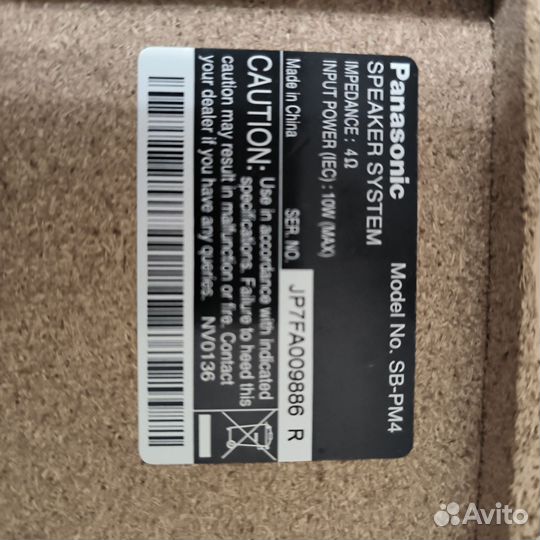 Panasonic
SPEAKER SYSTEM Model No. SB-PM4
IMPEDANCE : 4Ω
INPUT POWER (IEC) : 10W (MAX)
Made in China SER. NO. JP7FA009886 R
CAUTION: Use in accordance with indicated
specifications. Failure to heed this
caution may result in malfunction or fire. Contact
your dealer if you have any queries. NV0136
Avito